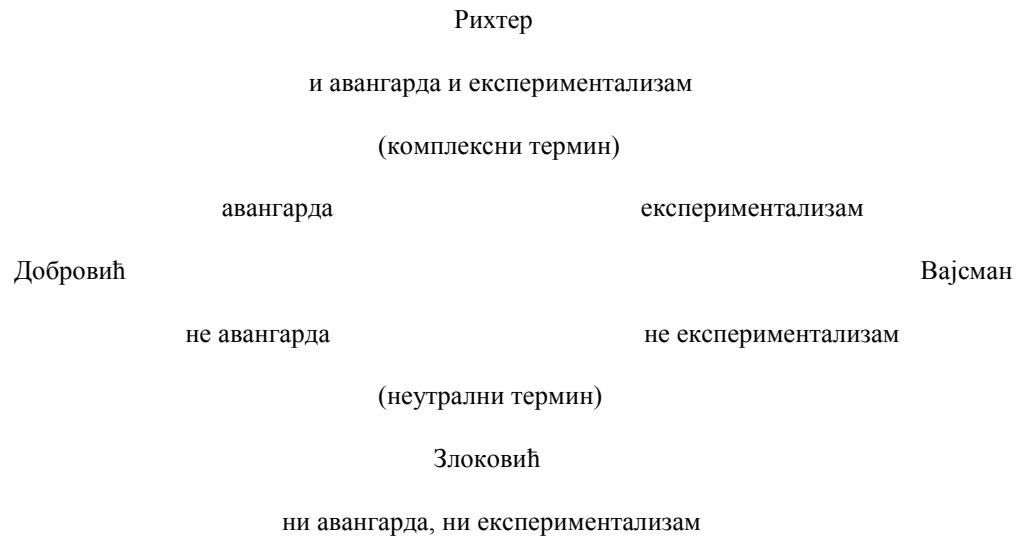 Рихтер
и авангарда и експериментализам
(комплексни термин)
авангарда експериментализам
Добровић Вајсман
не авангарда не експериментализам
(неутрални термин)
Злоковић
ни авангарда, ни експериментализам